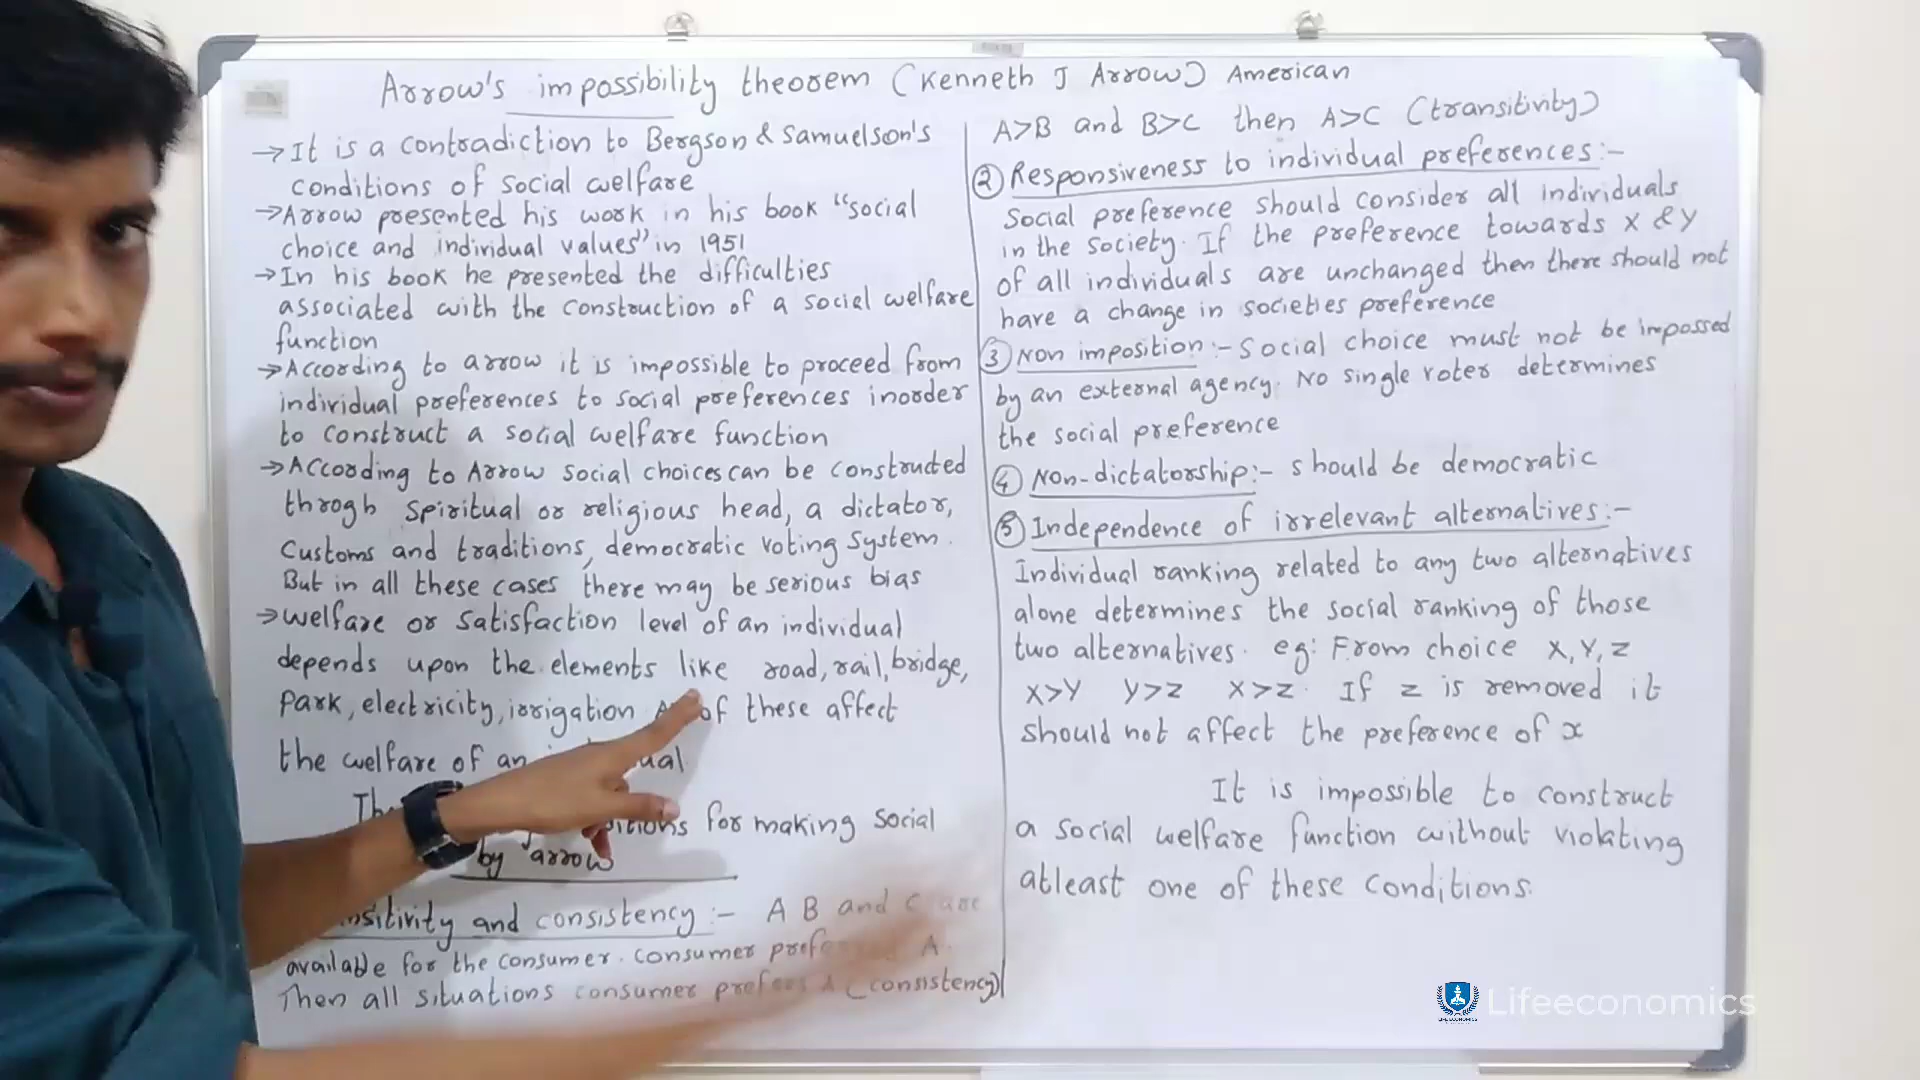 Arrow's impossibility theorem (Kenneth J Arrow) American
→ It is a contradiction to Bergson & Samuelson's
conditions of social welfare
→ Arrow presented his work in his book "social
choice and individual values" in 1951
→ In his book he presented the difficulties
associated with the construction of a social welfare
function
→ According to arrow it is impossible to proceed from
individual preferences to social preferences inorder
to construct a social welfare function
→ According to Arrow social choices can be constructed
throgh spiritual or religious head, a dictator,
customs and traditions, democratic voting system.
But in all these cases there may be serious bias
→ welfare or satisfaction level of an individual
depends upon the elements like road, rail, bridge,
park, electricity, irrigation of these affect
the welfare of an
for making social
by arrow
and consistency :- A B and C are
available for the consumer. consumer A.
Then all situations consumer prefers A (consistency)
A>B and B>C then A>C (transitivity)
② Responsiveness to individual preferences:-
Social preference should consider all individuals
in the society. If the preference towards x & y
of all individuals are unchanged then there should not
have a change in societies preference
③ Non imposition :- Social choice must not be impossed
by an external agency. No single voter determines
the social preference
④ Non-dictatorship:- should be democratic
⑤ Independence of irrelevant alternatives:-
Individual ranking related to any two alternatives
alone determines the social ranking of those
two alternatives. eg: From choice X, Y, Z
X>Y Y>Z X>Z. If Z is removed it
should not affect the preference of x
It is impossible to construct
a social welfare function without violating
atleast one of these conditions.
LIFE ECONOMICS
Lifeeconomics